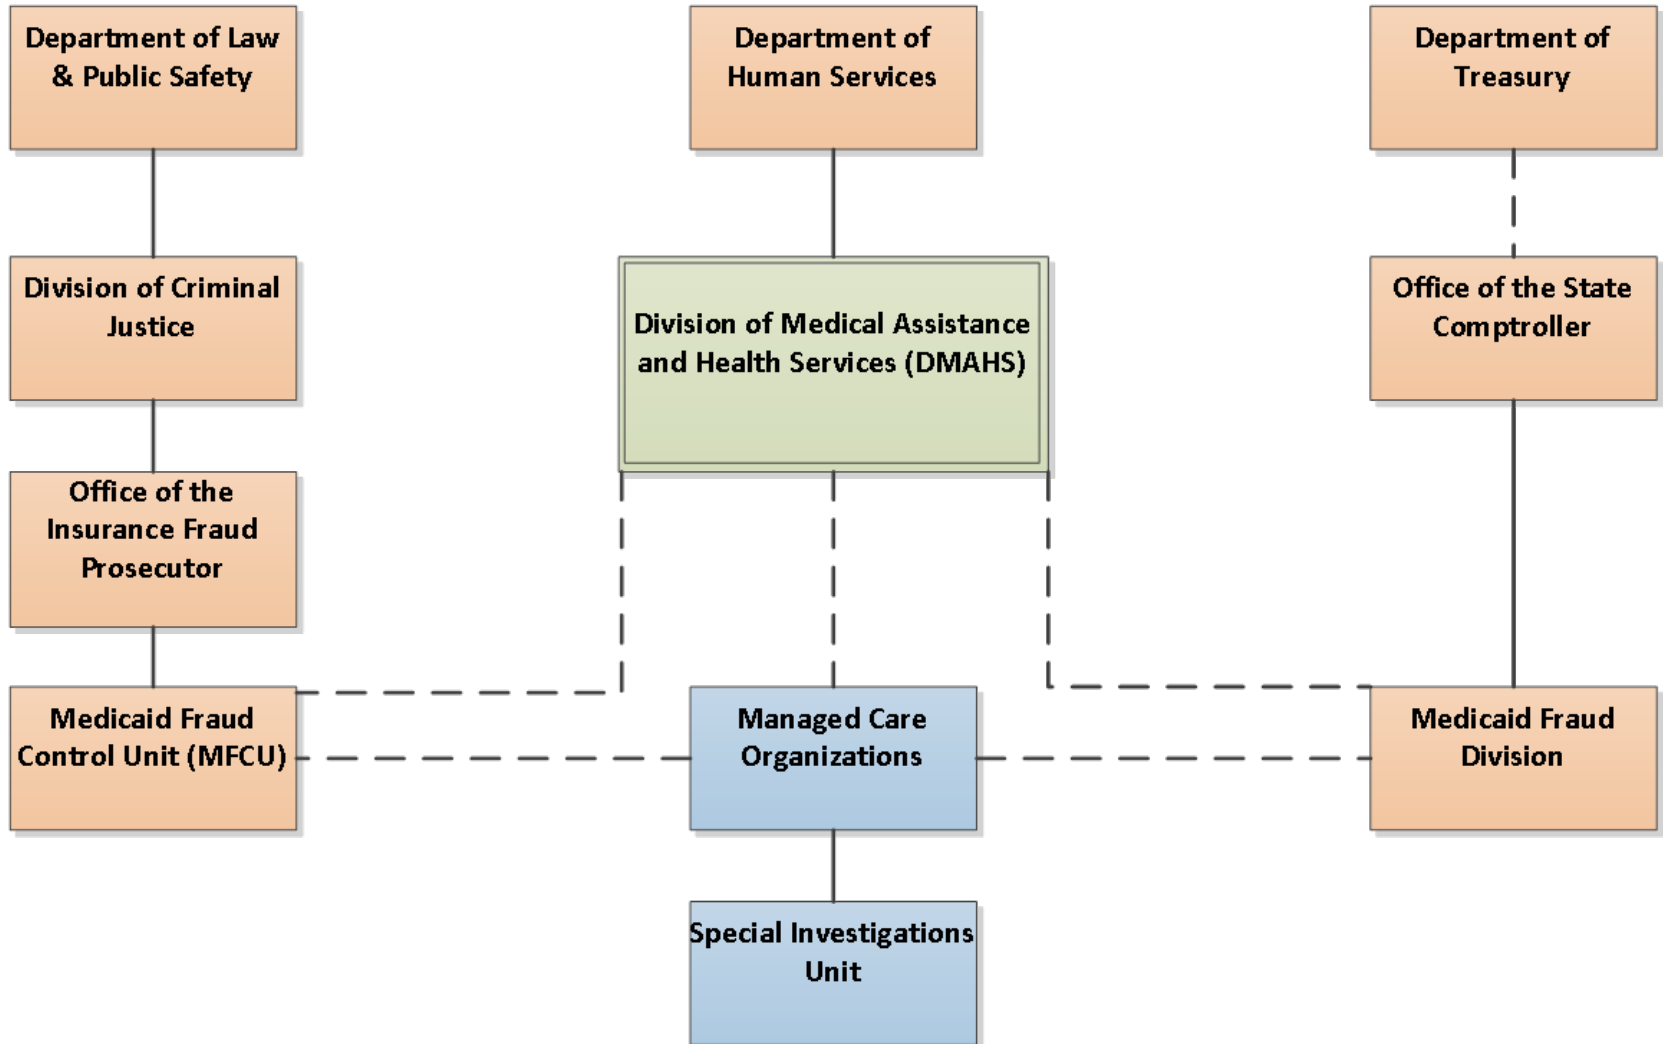 Department of Law
& Public Safety
Department of
Human Services
Department of
Treasury
Division of Criminal
Justice
Division of Medical Assistance
and Health Services (DMAHS)
Office of the State
Comptroller
Office of the
Insurance Fraud
Prosecutor
Medicaid Fraud
Control Unit (MFCU)
Managed Care
Organizations
Medicaid Fraud
Division
Special Investigations
Unit